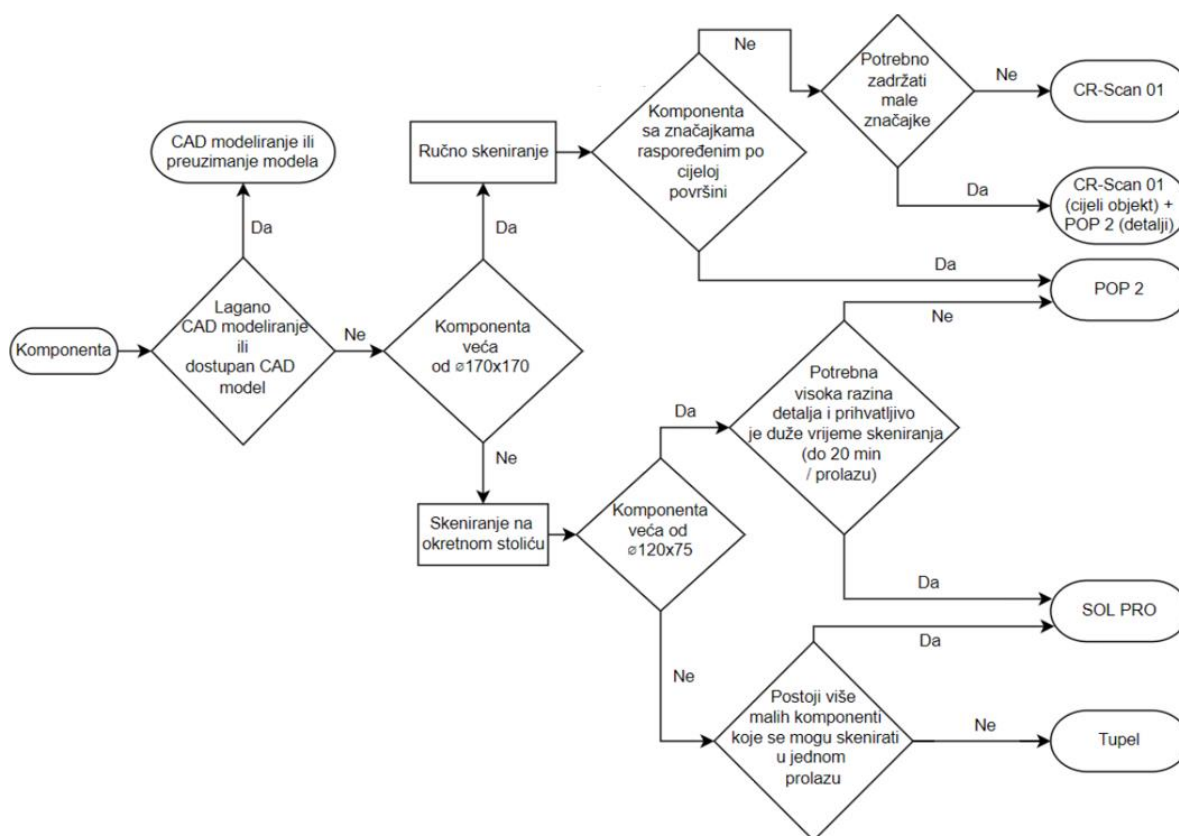 Komponenta
Lagano
CAD modeliranje
ili
dostupan CAD
model
Da
CAD modeliranje ili
preuzimanje modela
Ne
Komponenta
veća
od ⌀170x170
Da
Ručno skeniranje
Komponenta
sa značajkama
raspoređenim po
cijeloj
površini
Ne
Potrebno
zadržati
male
značajke
Ne
CR-Scan 01
Da
CR-Scan 01
(cijeli objekt) +
POP 2 (detalji)
Da
POP 2
Ne
Skeniranje na
okretnom stoliću
Komponenta
veća od
⌀120x75
Da
Potrebna
visoka razina
detalja i prihvatljivo
je duže vrijeme skeniranja
(do 20 min
/ prolazu)
Ne
Da
SOL PRO
Ne
Postoji više
malih komponenti
koje se mogu skenirati
u jednom
prolazu
Da
Ne
Tupel